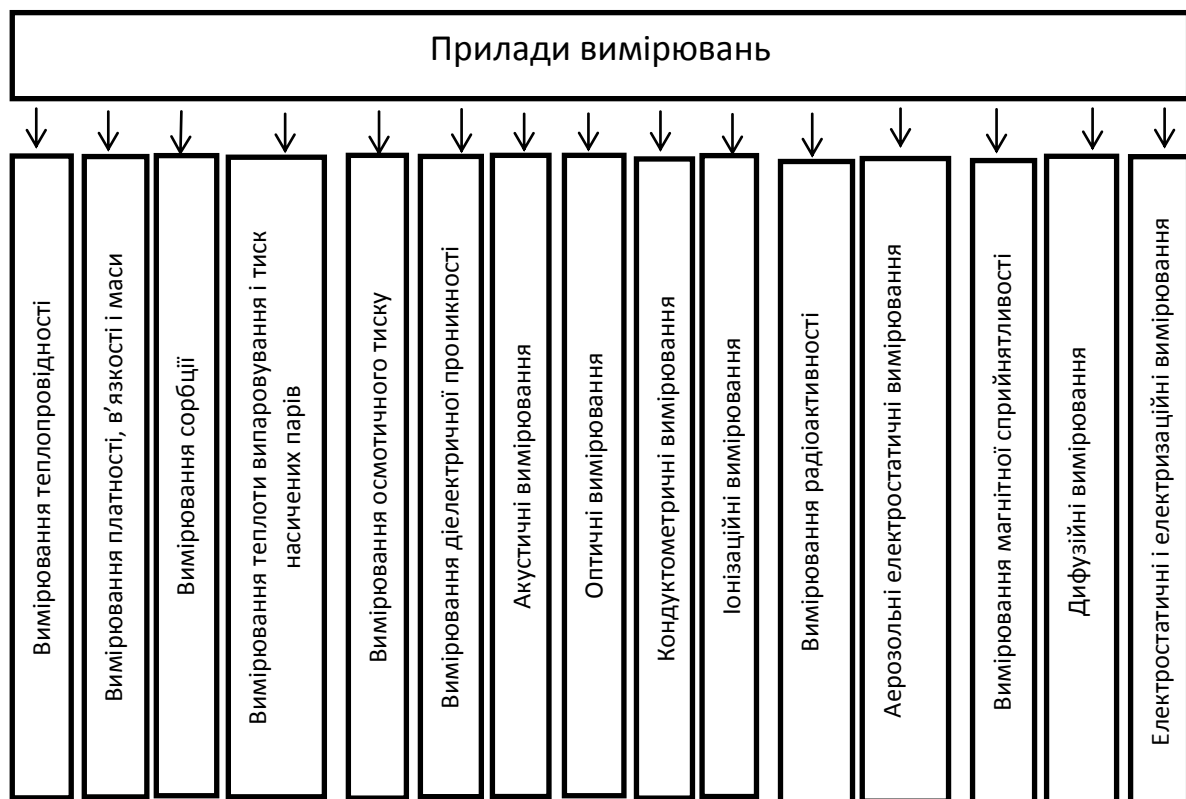 Прилади вимірювань
Вимірювання теплопровідності
Вимірювання платності, в’язкості і маси
Вимірювання сорбції
Вимірювання теплоти випаровування і тиск
насичених парів
Вимірювання осмотичного тиску
Вимірювання діелектричної проникності
Акустичні вимірювання
Оптичні вимірювання
Кондуктометричні вимірювання
Іонізаційні вимірювання
Вимірювання радіоактивності
Аерозольні електростатичні вимірювання
Вимірювання магнітної сприйнятливості
Дифузійні вимірювання
Електростатичні і електризаційні вимірювання